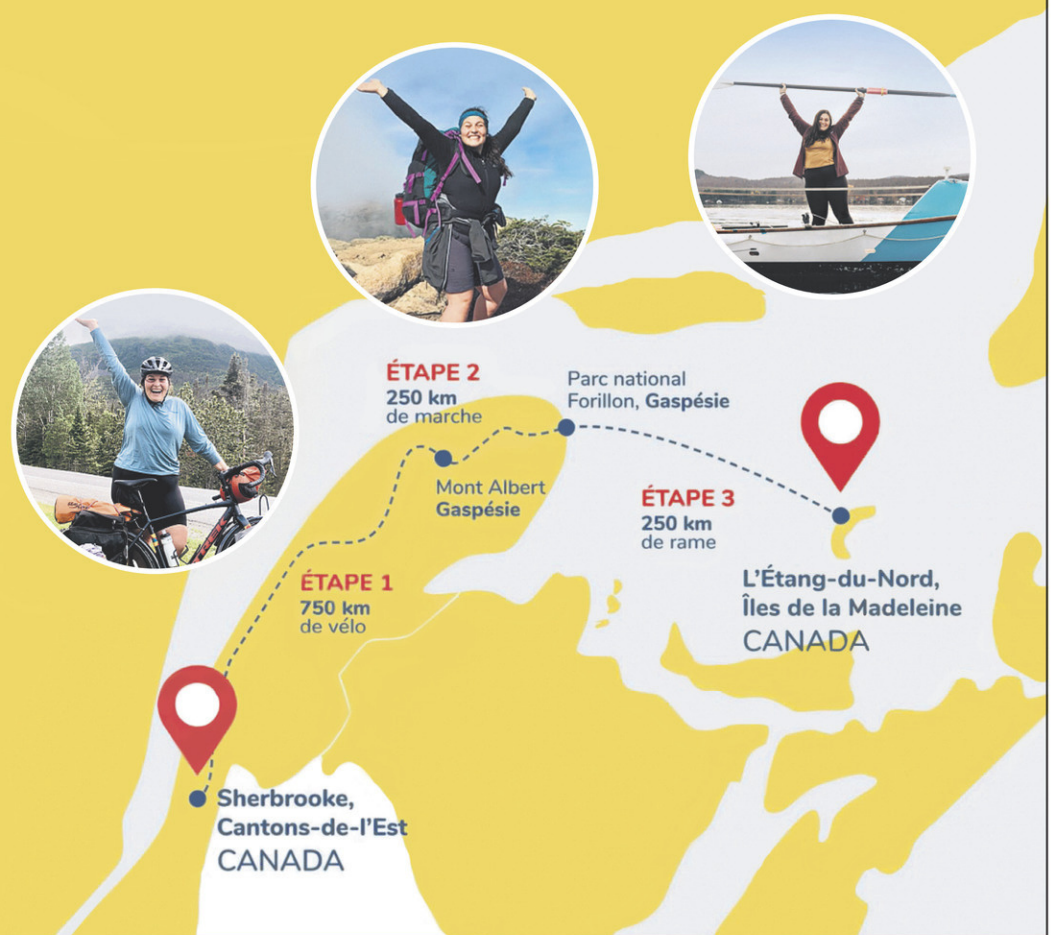 ÉTAPE 2
250 km
de marche
Parc national
Forillon, Gaspésie
Mont Albert
Gaspésie
ÉTAPE 3
250 km
de rame
ÉTAPE 1
750 km
de vélo
L'Étang-du-Nord,
Îles de la Madeleine
CANADA
Sherbrooke,
Cantons-de-l'Est
CANADA